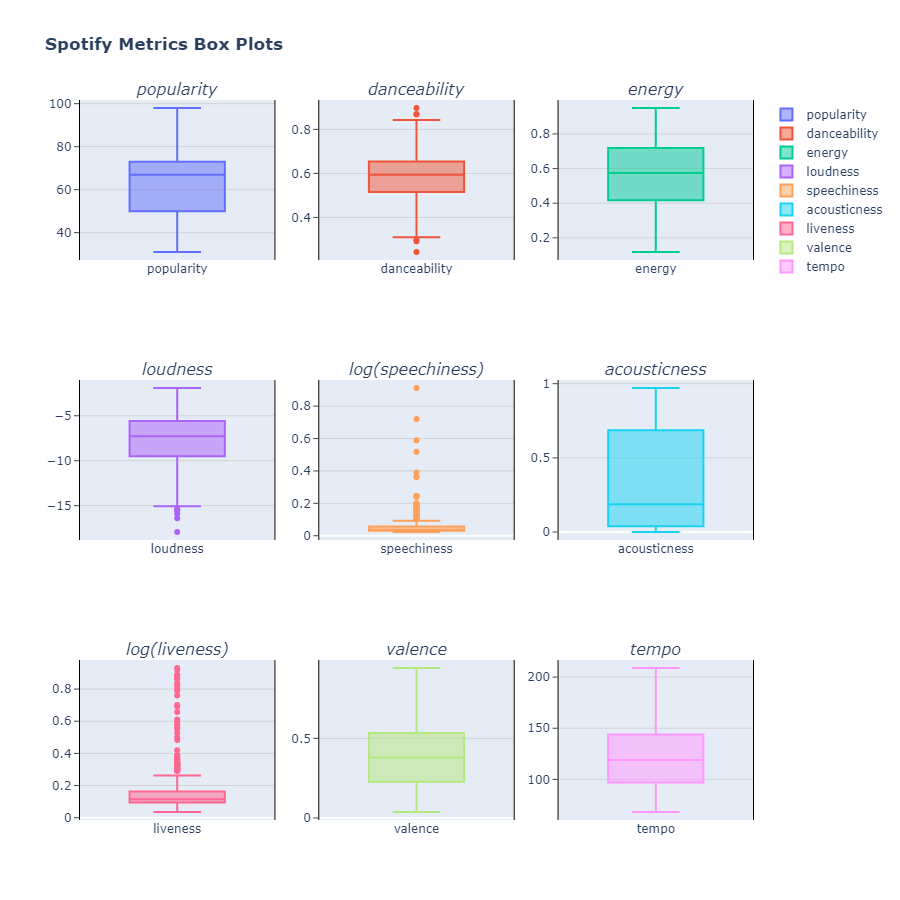 Spotify Metrics Box Plots
popularity
danceability
energy
100
80
60
40
popularity
0.8
0.6
0.4
danceability
0.8
0.6
0.4
0.2
energy
popularity
danceability
energy
loudness
speechiness
acousticness
liveness
valence
tempo
loudness
log(speechiness)
acousticness
−5
−10
−15
loudness
0.8
0.6
0.4
0.2
0
speechiness
1
0.5
0
acousticness
log(liveness)
valence
tempo
0.8
0.6
0.4
0.2
0
liveness
0.5
0
valence
200
150
100
tempo